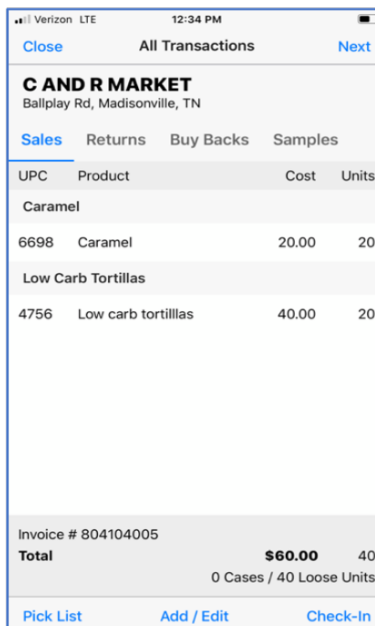 Verizon LTE 12:34 PM
Close All Transactions Next
C AND R MARKET
Ballplay Rd, Madisonville, TN
Sales Returns Buy Backs Samples
UPC Product Cost Units
Caramel
6698 Caramel 20.00 20
Low Carb Tortillas
4756 Low carb tortilllas 40.00 20
Invoice # 804104005
Total $60.00 40
0 Cases / 40 Loose Units
Pick List Add / Edit Check-In